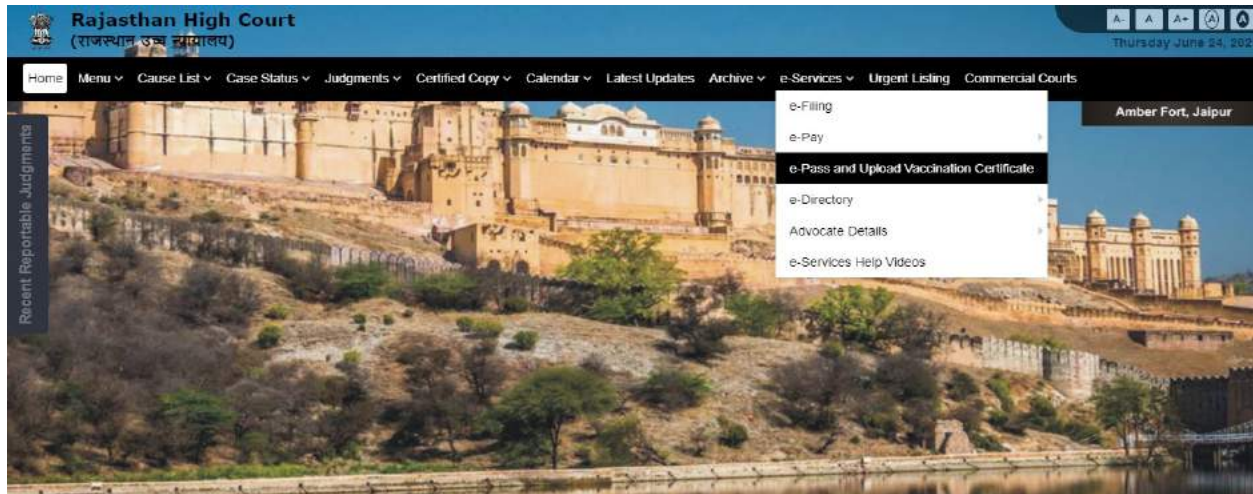 Rajasthan High Court
(राजस्थान उच्च न्यायालय)
A- A A+ A A
Thursday June 24, 202
Home Menu Cause List Case Status Judgments Certified Copy Calendar Latest Updates Archive e-Services Urgent Listing Commercial Courts
e-Filing
e-Pay
e-Pass and Upload Vaccination Certificate
e-Directory
Advocate Details
e-Services Help Videos
Amber Fort, Jaipur
Recent Reportable Judgments